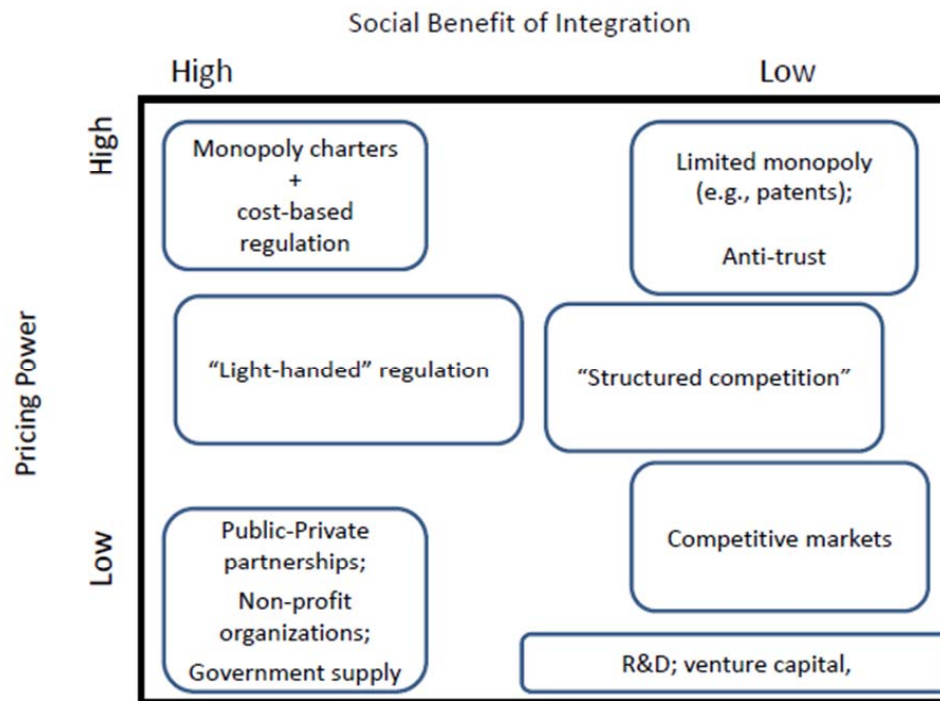 Social Benefit of Integration
High
Low
Pricing Power
High
Low
Monopoly charters
+
cost-based
regulation
Limited monopoly
(e.g., patents);
Anti-trust
“Light-handed” regulation
“Structured competition”
Public-Private
partnerships;
Non-profit
organizations;
Government supply
Competitive markets
R&D; venture capital,